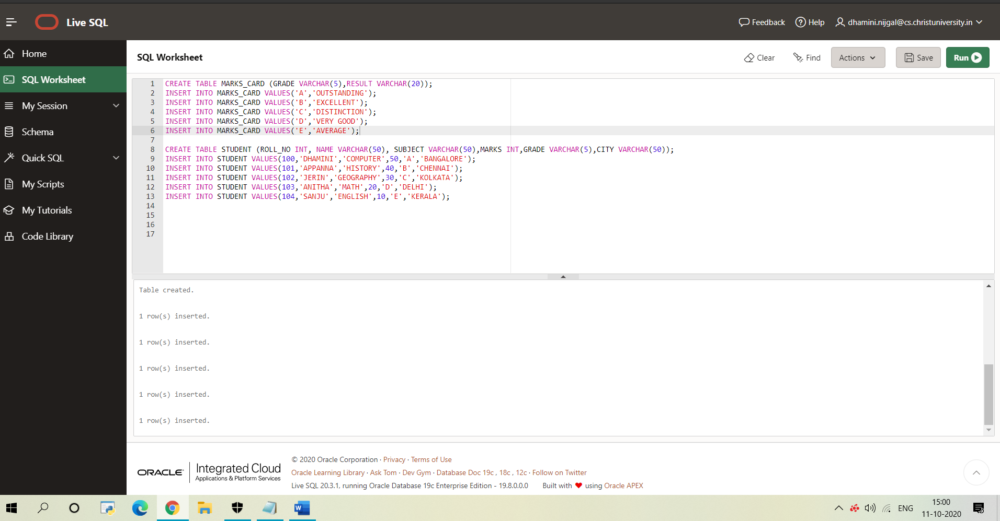 Live SQL
Feedback Help dhamini.nijgal@cs.christuniversity.in
Home
SQL Worksheet
My Session
Schema
Quick SQL
My Scripts
My Tutorials
Code Library
SQL Worksheet
Clear Find Actions Save Run
1 CREATE TABLE MARKS_CARD (GRADE VARCHAR(5),RESULT VARCHAR(20));
2 INSERT INTO MARKS_CARD VALUES('A','OUTSTANDING');
3 INSERT INTO MARKS_CARD VALUES('B','EXCELLENT');
4 INSERT INTO MARKS_CARD VALUES('C','DISTINCTION');
5 INSERT INTO MARKS_CARD VALUES('D','VERY GOOD');
6 INSERT INTO MARKS_CARD VALUES('E','AVERAGE');
7
8 CREATE TABLE STUDENT (ROLL_NO INT, NAME VARCHAR(50), SUBJECT VARCHAR(50),MARKS INT,GRADE VARCHAR(5),CITY VARCHAR(50));
9 INSERT INTO STUDENT VALUES(100,'DHAMINI','COMPUTER',50,'A','BANGALORE');
10 INSERT INTO STUDENT VALUES(101,'APPANNA','HISTORY',40,'B','CHENNAI');
11 INSERT INTO STUDENT VALUES(102,'JERIN','GEOGRAPHY',30,'C','KOLKATA');
12 INSERT INTO STUDENT VALUES(103,'ANITHA','MATH',20,'D','DELHI');
13 INSERT INTO STUDENT VALUES(104,'SANJU','ENGLISH',10,'E','KERALA');
14
15
16
17
Table created.
1 row(s) inserted.
1 row(s) inserted.
1 row(s) inserted.
1 row(s) inserted.
1 row(s) inserted.
ORACLE Integrated Cloud
Applications & Platform Services
© 2020 Oracle Corporation · Privacy · Terms of Use
Oracle Learning Library · Ask Tom · Dev Gym · Database Doc 19c , 18c , 12c · Follow on Twitter
Live SQL 20.3.1, running Oracle Database 19c Enterprise Edition - 19.8.0.0.0 Built with ♥ using Oracle APEX
ENG
15:00
11-10-2020